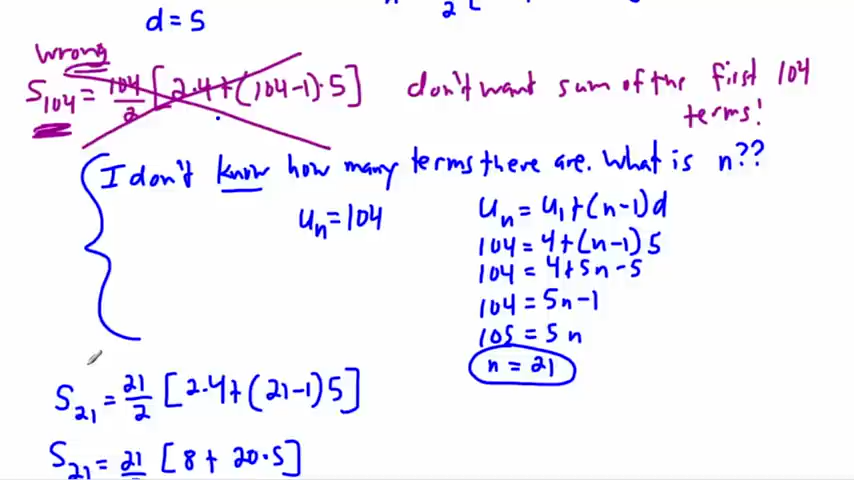 n
2 [
d = 5
wrong
S₁₀₄ = 104/2 [2·4+(104-1)·5] don't want sum of the first 104
terms!
I don't know how many terms there are. What is n??
uₙ = 104
uₙ = u₁+(n-1)d
104 = 4+(n-1)5
104 = 4+5n-5
104 = 5n-1
105 = 5n
n = 21
S₂₁ = 21/2 [2·4+(21-1)5]
S₂₁ = 21/ [8 + 20·5]